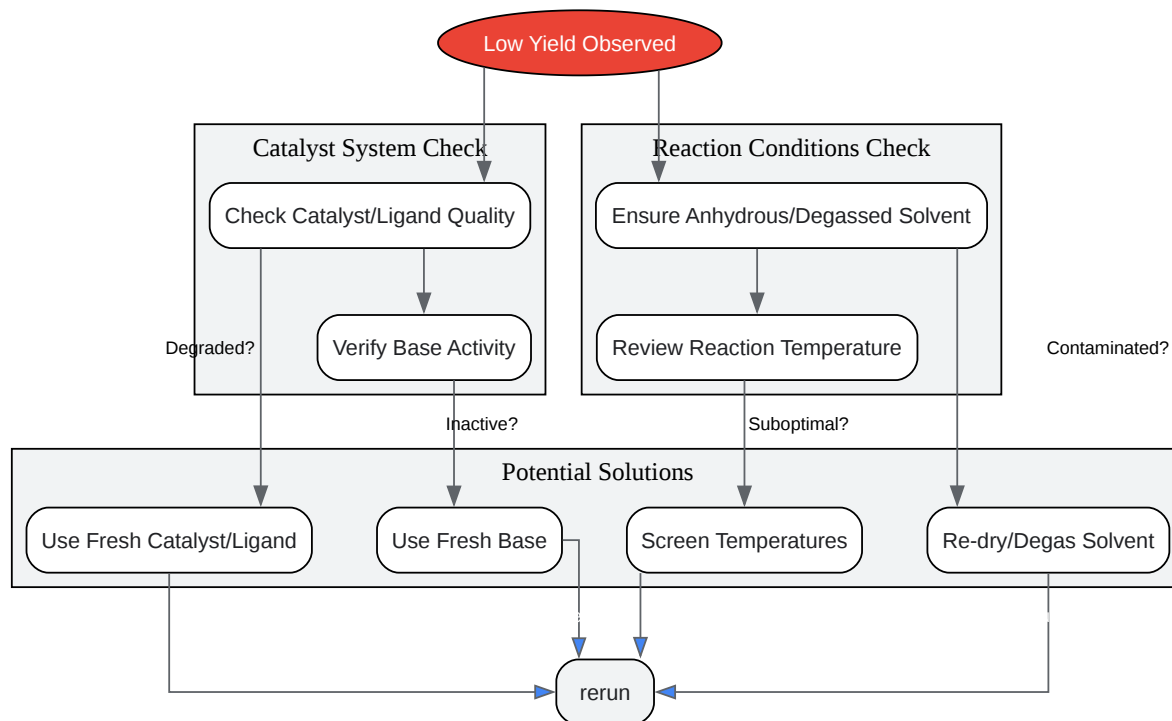 Low Yield Observed
Catalyst System Check
Reaction Conditions Check
Check Catalyst/Ligand Quality
Ensure Anhydrous/Degassed Solvent
Degraded?
Verify Base Activity
Review Reaction Temperature
Contaminated?
Inactive?
Suboptimal?
Potential Solutions
Use Fresh Catalyst/Ligand
Use Fresh Base
Screen Temperatures
Re-dry/Degas Solvent
rerun